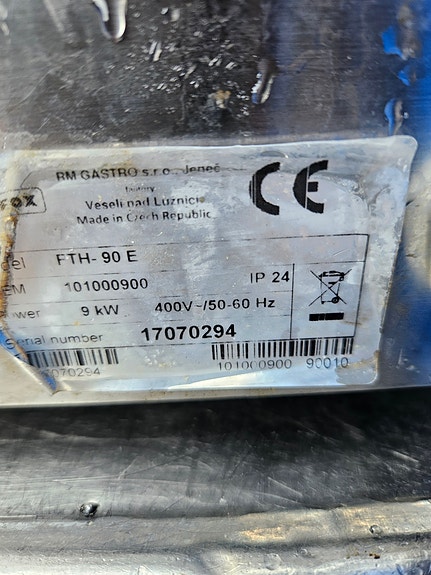 RM GASTRO s.r.o., Jeneč
factory
Veselí nad Lužnicí
Made in Czech Republic
CE
FTH- 90 E
101000900 IP 24
9 kW 400V~/50-60 Hz
Serial number 17070294
17070294 101000900 90010